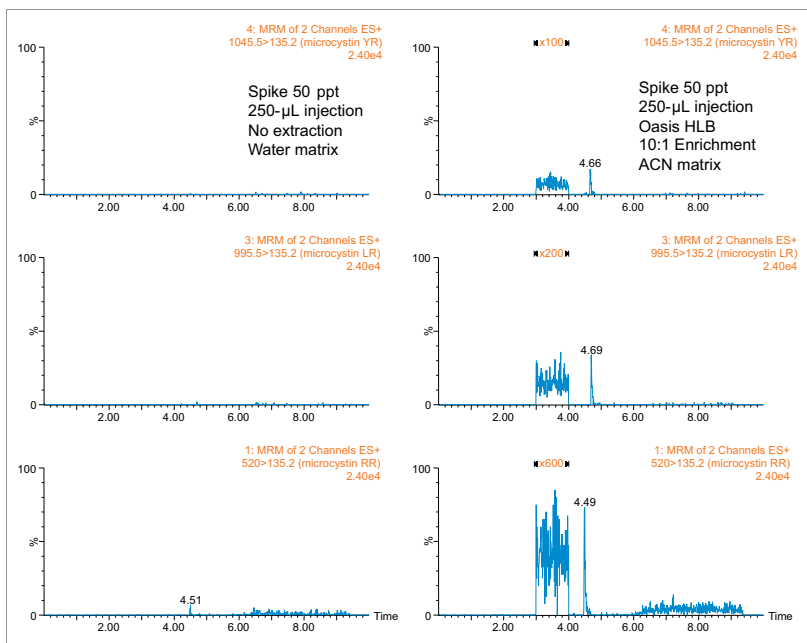 4: MRM of 2 Channels ES+
1045.5>135.2 (microcystin YR)
2.40e4
100
%
0
Spike 50 ppt
250-µL injection
No extraction
Water matrix
2.00 4.00 6.00 8.00
4: MRM of 2 Channels ES+
1045.5>135.2 (microcystin YR)
2.40e4
x100
100
%
0
Spike 50 ppt
250-µL injection
Oasis HLB
10:1 Enrichment
ACN matrix
4.66
2.00 4.00 6.00 8.00
3: MRM of 2 Channels ES+
995.5>135.2 (microcystin LR)
2.40e4
100
%
0
2.00 4.00 6.00 8.00
3: MRM of 2 Channels ES+
995.5>135.2 (microcystin LR)
2.40e4
x200
100
%
0
4.69
2.00 4.00 6.00 8.00
1: MRM of 2 Channels ES+
520>135.2 (microcystin RR)
2.40e4
100
%
0
4.51
Time
2.00 4.00 6.00 8.00
1: MRM of 2 Channels ES+
520>135.2 (microcystin RR)
2.40e4
x600
100
%
0
4.49
Time
2.00 4.00 6.00 8.00